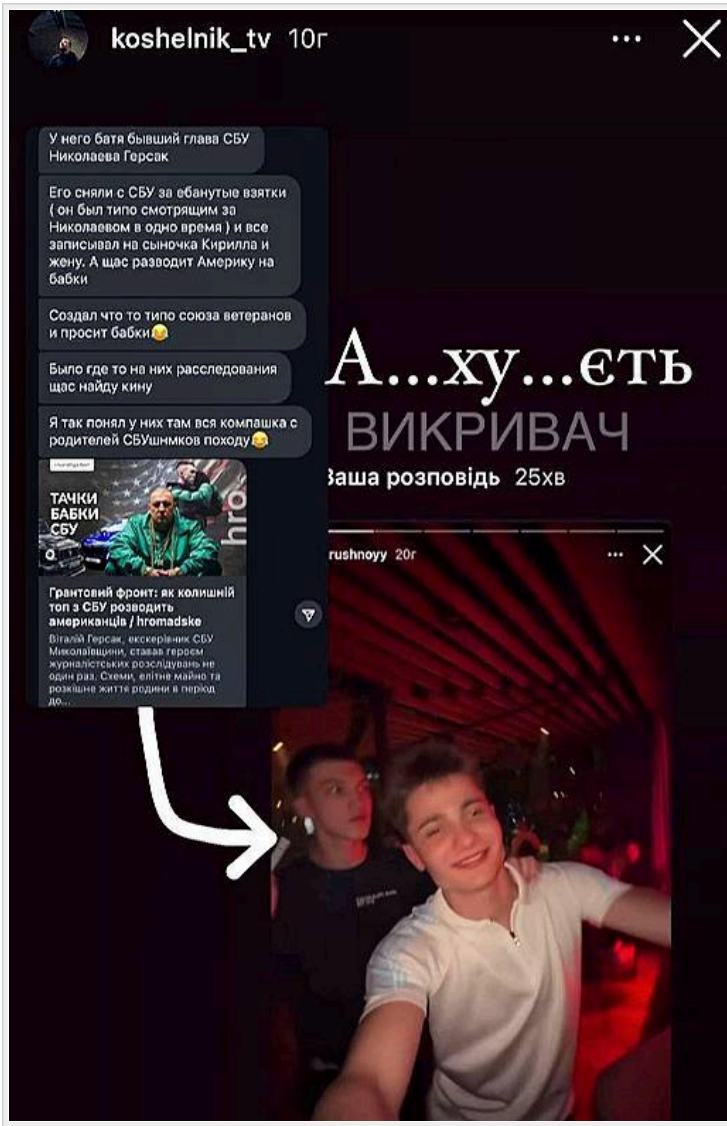 koshelnik_tv 10г
У него батя бывший глава СБУ
Николаева Герсак
Его сняли с СБУ за ебанутые взятки
( он был типо смотрящим за
Николаевом в одно время ) и все
записывал на сыночка Кирилла и
жену. А щас разводит Америку на
бабки
Создал что то типо союза ветеранов
и просит бабки😂
Было где то на них расследования
щас найду кину
Я так понял у них там вся компашка с
родителей СБУшнмков походу😂
ТАЧКИ
БАБКИ
СБУ
hro
Грантовий фронт: як колишній
топ з СБУ розводить
американців / hromadske
Віталій Герсак, екскерівник СБУ
Миколаївщини, ставав героєм
журналістських розслідувань не
один раз. Схеми, елітне майно та
розкішне життя родини в період
до...
А...ху...єть
ВИКРИВАЧ
Ваша розповідь 25хв
rushnoyy 20г